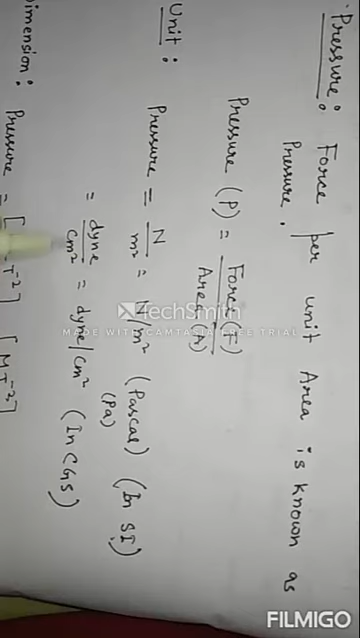 Pressure : Force per unit Area is known as
Pressure.
Pressure (P) = Force (F) / Area (A)
Unit : Pressure = N / m² = N/m² (Pascal) (In SI)
(Pa)
= dyne / cm² = dyne/cm² (In CGS)
Dimension : Pressure =
TechSmith
MADE WITH CAMTASIA FREE TRIAL
FILMIGO